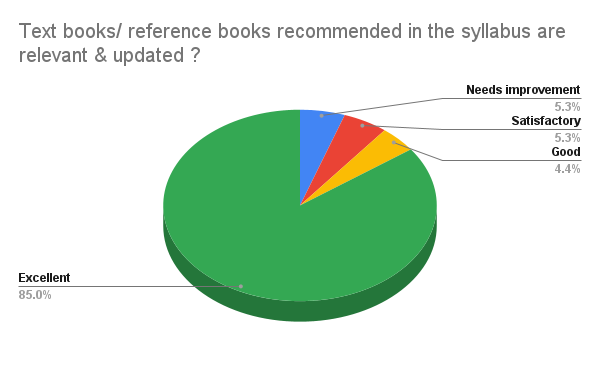 Text books/ reference books recommended in the syllabus are
relevant & updated ?
Needs improvement
5.3%
Satisfactory
5.3%
Good
4.4%
Excellent
85.0%